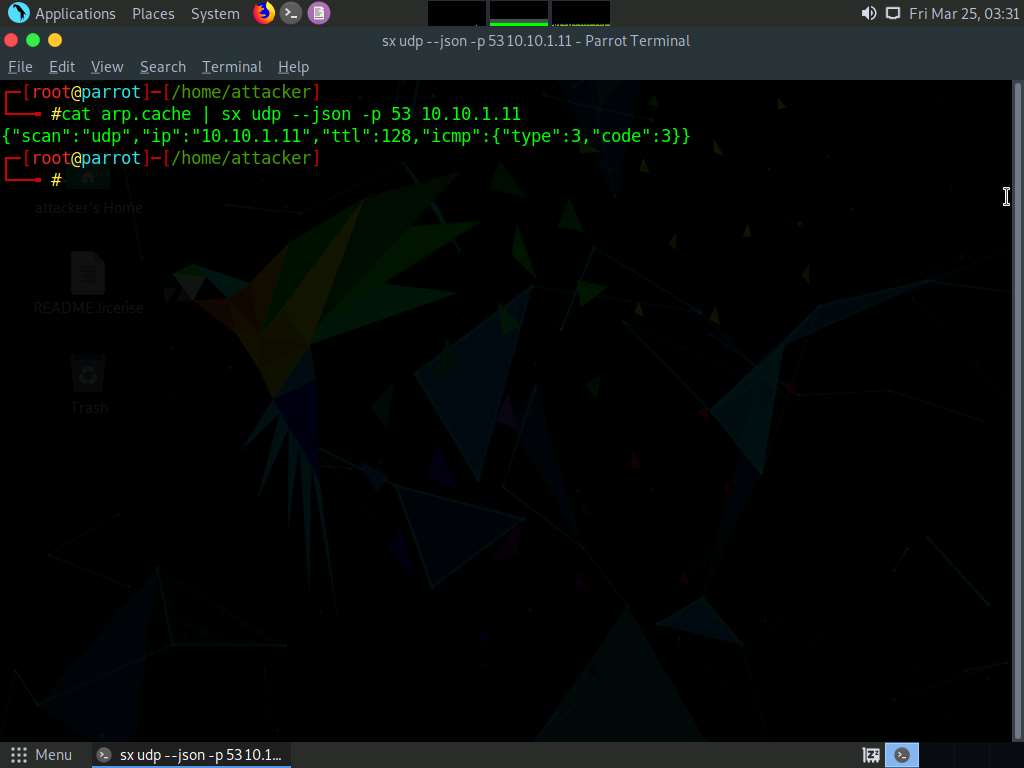 Applications Places System Fri Mar 25, 03:31
sx udp --json -p 53 10.10.1.11 - Parrot Terminal
File Edit View Search Terminal Help
┌─[root@parrot]─[/home/attacker]
└──╼ #cat arp.cache | sx udp --json -p 53 10.10.1.11
{"scan":"udp","ip":"10.10.1.11","ttl":128,"icmp":{"type":3,"code":3}}
┌─[root@parrot]─[/home/attacker]
└──╼ #
attacker's Home
README.license
Trash
Menu sx udp --json -p 53 10.1...